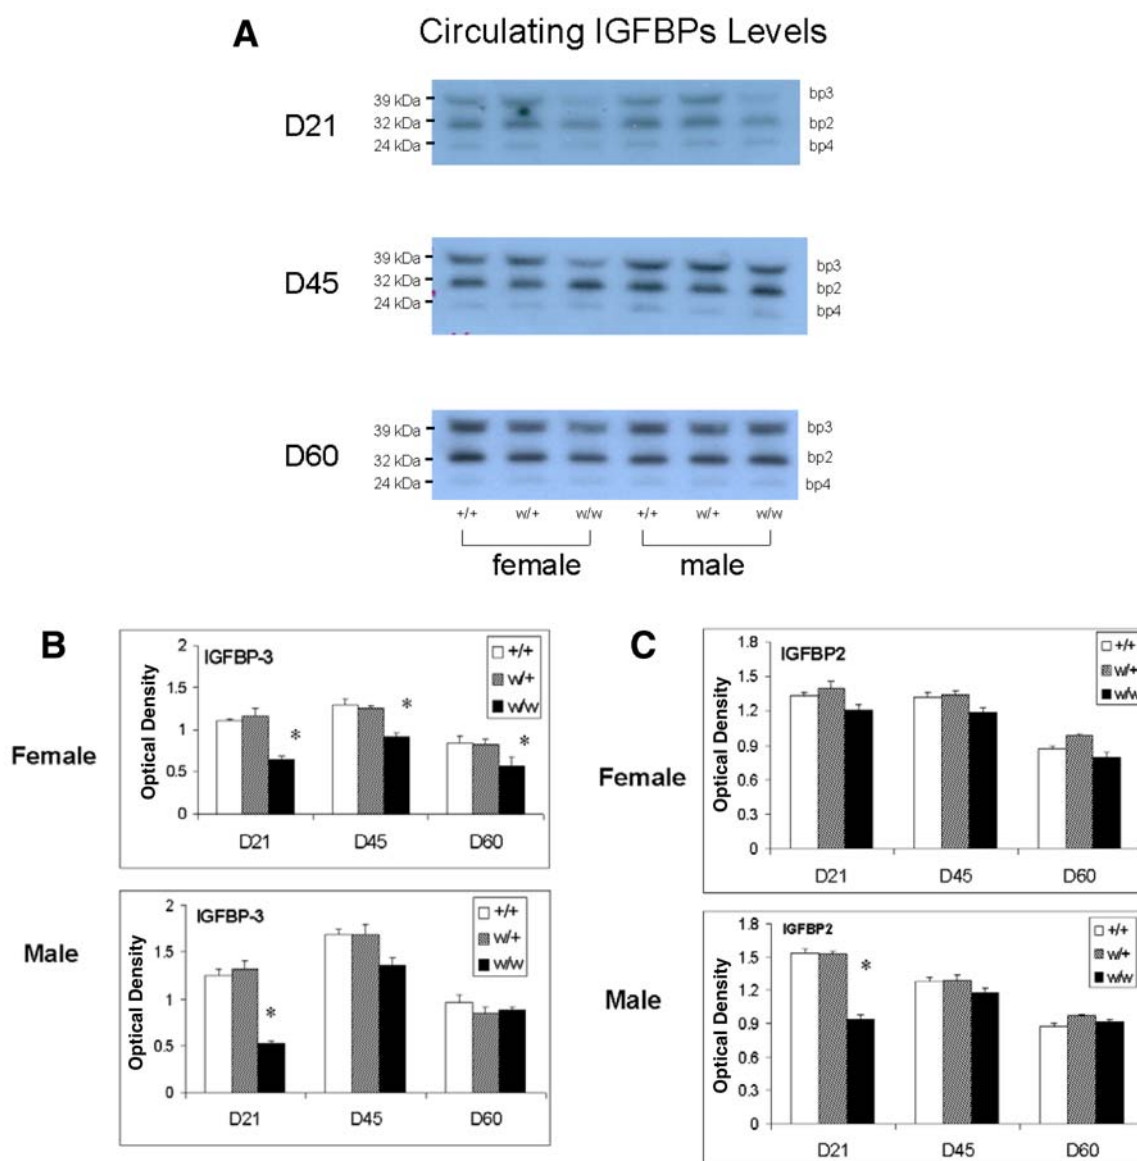 A Circulating IGFBPs Levels
D21
39 kDa
32 kDa
24 kDa
bp3
bp2
bp4
D45
39 kDa
32 kDa
24 kDa
bp3
bp2
bp4
D60
39 kDa
32 kDa
24 kDa
bp3
bp2
bp4
+/+ w/+ w/w +/+ w/+ w/w
female male
B
Female
Optical Density
IGFBP-3
+/+
w/+
w/w
2
1.5
1
0.5
0
* * *
D21 D45 D60
Male
Optical Density
IGFBP-3
+/+
w/+
w/w
2
1.5
1
0.5
0
*
D21 D45 D60
C
Female
Optical Density
IGFBP2
+/+
w/+
w/w
1.8
1.5
1.2
0.9
0.6
0.3
0
D21 D45 D60
Male
Optical Density
IGFBP2
+/+
w/+
w/w
1.8
1.5
1.2
0.9
0.6
0.3
0
*
D21 D45 D60